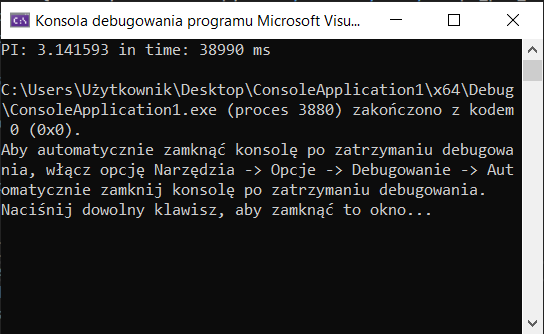 Konsola debugowania programu Microsoft Visu...
PI: 3.141593 in time: 38990 ms
C:\Users\Użytkownik\Desktop\ConsoleApplication1\x64\Debug
\ConsoleApplication1.exe (proces 3880) zakończono z kodem
 0 (0x0).
Aby automatycznie zamknąć konsolę po zatrzymaniu debugowa
nia, włącz opcję Narzędzia -> Opcje -> Debugowanie -> Aut
omatycznie zamknij konsolę po zatrzymaniu debugowania.
Naciśnij dowolny klawisz, aby zamknąć to okno...